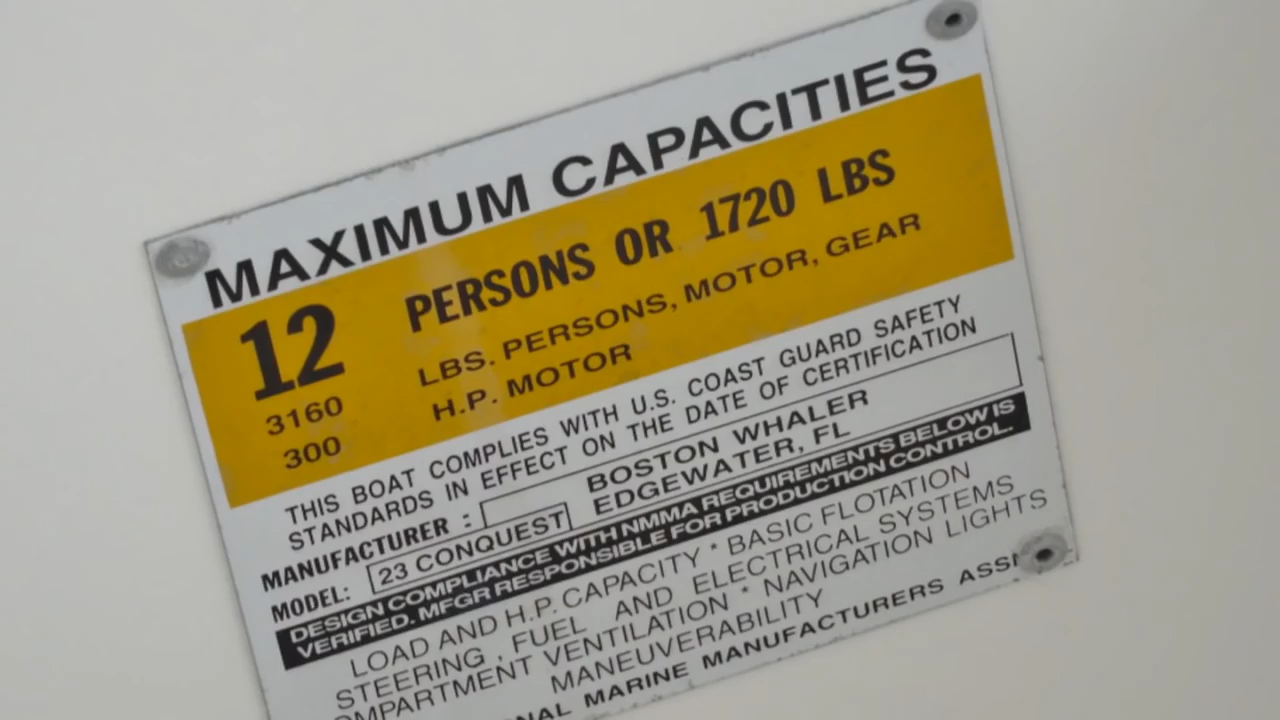 MAXIMUM CAPACITIES
12 PERSONS OR 1720 LBS
3160 LBS. PERSONS, MOTOR, GEAR
300 H.P. MOTOR
THIS BOAT COMPLIES WITH U.S. COAST GUARD SAFETY
STANDARDS IN EFFECT ON THE DATE OF CERTIFICATION
MANUFACTURER : BOSTON WHALER
EDGEWATER, FL
MODEL: 23 CONQUEST
DESIGN COMPLIANCE WITH NMMA REQUIREMENTS BELOW IS
VERIFIED. MFGR RESPONSIBLE FOR PRODUCTION CONTROL.
LOAD AND H.P. CAPACITY * BASIC FLOTATION
STEERING , FUEL AND ELECTRICAL SYSTEMS
OMPARTMENT VENTILATION * NAVIGATION LIGHTS
MANEUVERABILITY
NAL MARINE MANUFACTURERS ASS